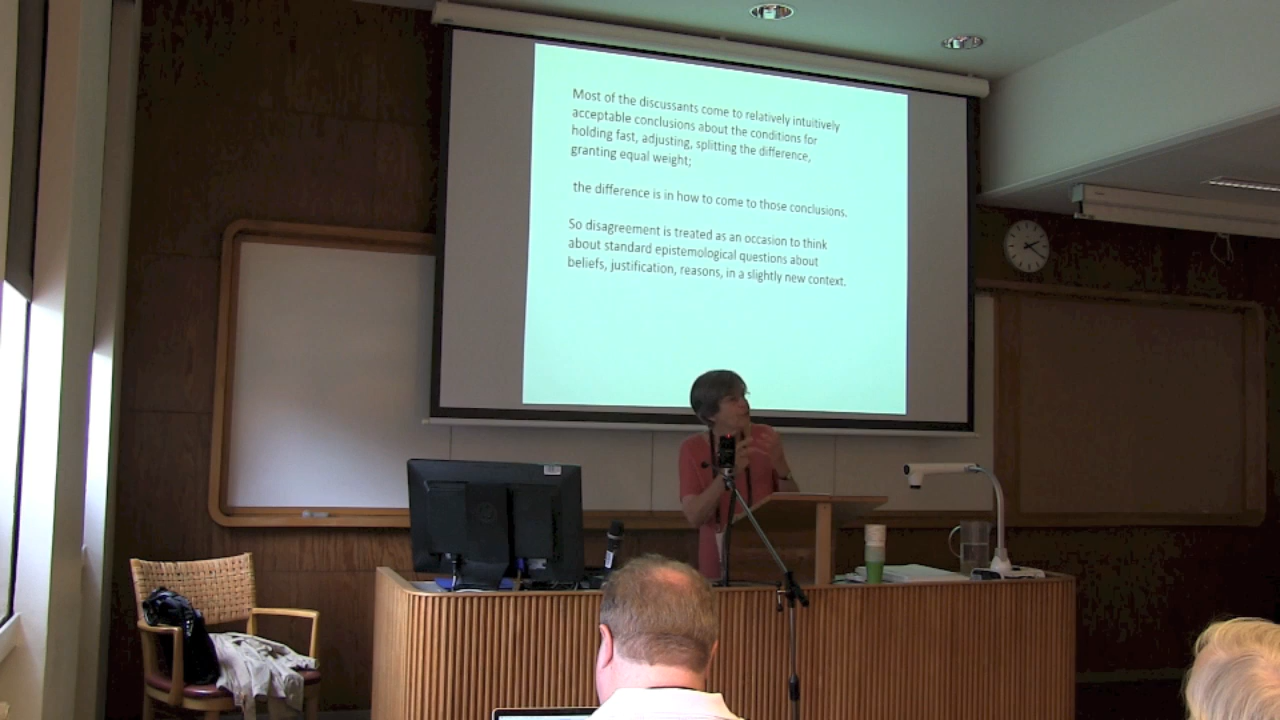 Most of the discussants come to relatively intuitively
acceptable conclusions about the conditions for
holding fast, adjusting, splitting the difference,
granting equal weight;
the difference is in how to come to those conclusions.
So disagreement is treated as an occasion to think
about standard epistemological questions about
beliefs, justification, reasons, in a slightly new context.